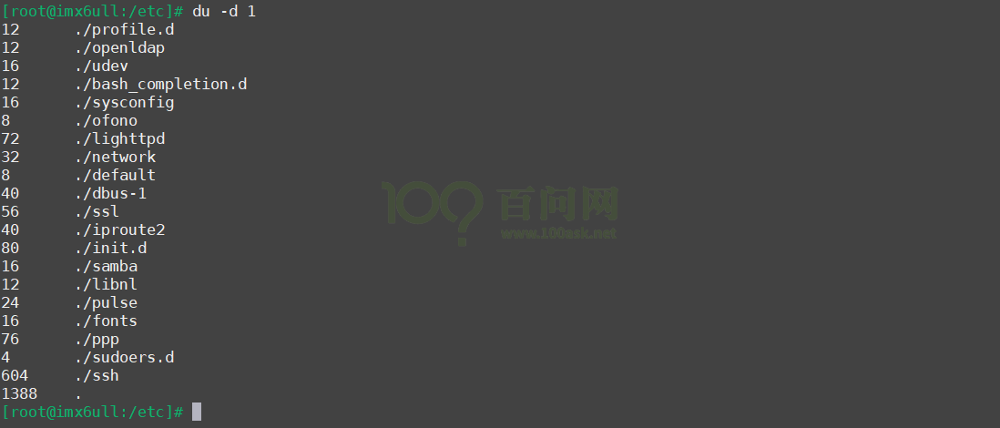 [root@imx6ull:/etc]# du -d 1
12      ./profile.d
12      ./openldap
16      ./udev
12      ./bash_completion.d
16      ./sysconfig
8       ./ofono
72      ./lighttpd
32      ./network
8       ./default
40      ./dbus-1
56      ./ssl
40      ./iproute2
80      ./init.d
16      ./samba
12      ./libnl
24      ./pulse
16      ./fonts
76      ./ppp
4       ./sudoers.d
604     ./ssh
1388    .
[root@imx6ull:/etc]#
100? 百问网
www.100ask.net